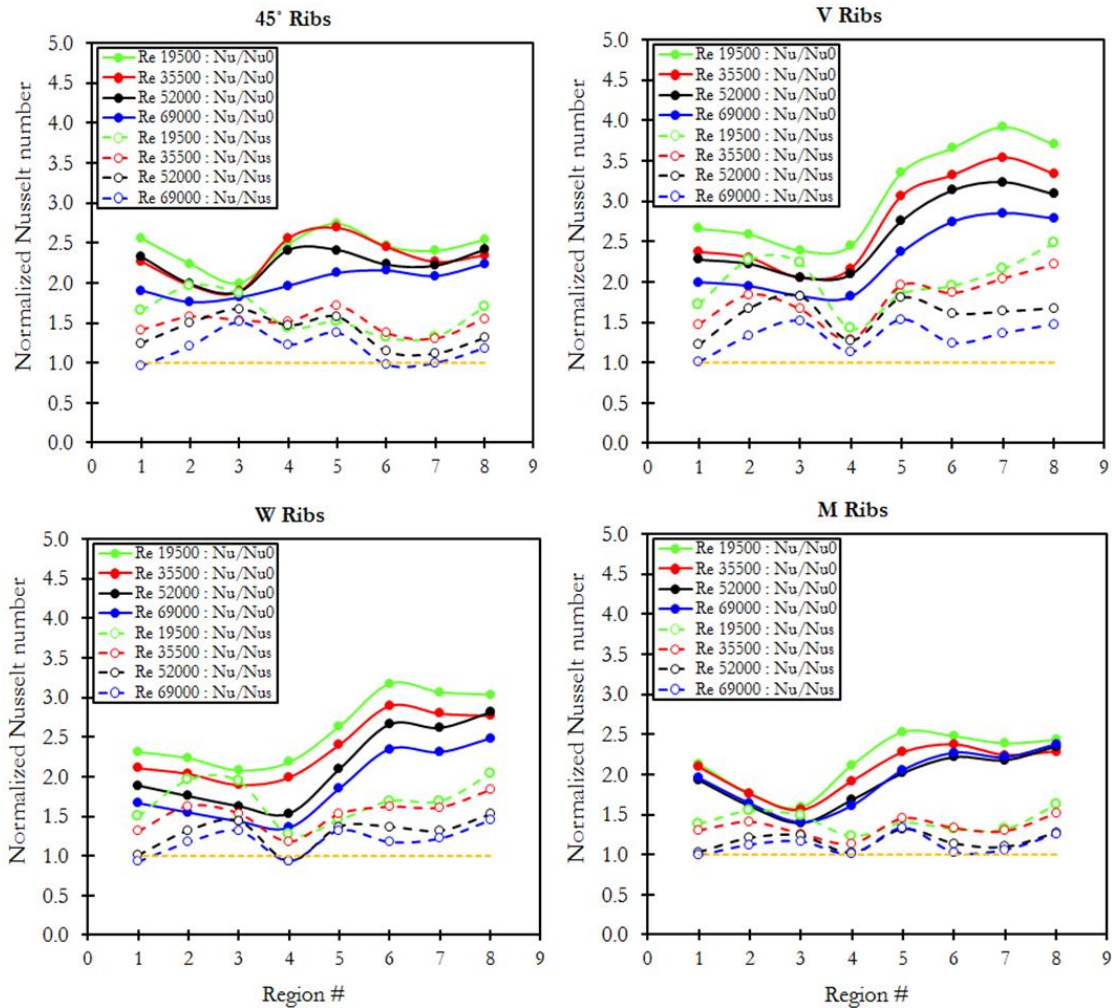 45° Ribs
Normalized Nusselt number
5.0
4.5
4.0
3.5
3.0
2.5
2.0
1.5
1.0
0.5
0.0
Re 19500 : Nu/Nu0
Re 35500 : Nu/Nu0
Re 52000 : Nu/Nu0
Re 69000 : Nu/Nu0
Re 19500 : Nu/Nus
Re 35500 : Nu/Nus
Re 52000 : Nu/Nus
Re 69000 : Nu/Nus
0 1 2 3 4 5 6 7 8 9
V Ribs
Normalized Nusselt number
5.0
4.5
4.0
3.5
3.0
2.5
2.0
1.5
1.0
0.5
0.0
Re 19500 : Nu/Nu0
Re 35500 : Nu/Nu0
Re 52000 : Nu/Nu0
Re 69000 : Nu/Nu0
Re 19500 : Nu/Nus
Re 35500 : Nu/Nus
Re 52000 : Nu/Nus
Re 69000 : Nu/Nus
0 1 2 3 4 5 6 7 8 9
W Ribs
Normalized Nusselt number
5.0
4.5
4.0
3.5
3.0
2.5
2.0
1.5
1.0
0.5
0.0
Re 19500 : Nu/Nu0
Re 35500 : Nu/Nu0
Re 52000 : Nu/Nu0
Re 69000 : Nu/Nu0
Re 19500 : Nu/Nus
Re 35500 : Nu/Nus
Re 52000 : Nu/Nus
Re 69000 : Nu/Nus
0 1 2 3 4 5 6 7 8 9
Region #
M Ribs
Normalized Nusselt number
5.0
4.5
4.0
3.5
3.0
2.5
2.0
1.5
1.0
0.5
0.0
Re 19500 : Nu/Nu0
Re 35500 : Nu/Nu0
Re 52000 : Nu/Nu0
Re 69000 : Nu/Nu0
Re 19500 : Nu/Nus
Re 35500 : Nu/Nus
Re 52000 : Nu/Nus
Re 69000 : Nu/Nus
0 1 2 3 4 5 6 7 8 9
Region #